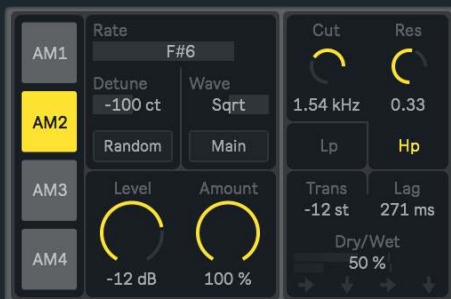 AM1
AM2
AM3
AM4
Rate
F#6
Detune
-100 ct
Random
Wave
Sqrt
Main
Level
-12 dB
Amount
100 %
Cut
1.54 kHz
Res
0.33
Lp
Hp
Trans
-12 st
Lag
271 ms
Dry/Wet
50 %